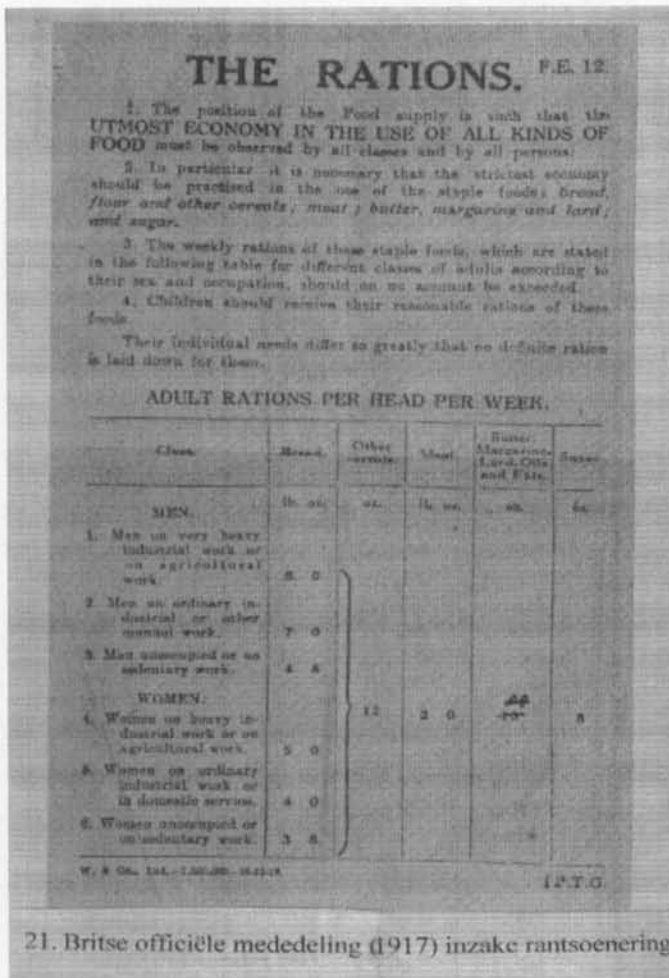 THE RATIONS. F.E. 12.
1. The position of the Food supply is such that the
UTMOST ECONOMY IN THE USE OF ALL KINDS OF
FOOD must be observed by all classes and by all persons.
2. In particular it is necessary that the strictest economy
should be practised in the use of the staple foods: bread,
flour and other cereals; meat; butter, margarine and lard;
and sugar.
3. The weekly rations of these staple foods, which are stated
in the following table for different classes of adults according to
their sex and occupation, should on no account be exceeded.
4. Children should receive their reasonable rations of these
foods.
Their individual needs differ so greatly that no definite ration
is laid down for them.
ADULT RATIONS PER HEAD PER WEEK.
Class. Bread. Other cereals. Meat. Butter, Margarine, Lard, Oils and Fats. Sugar.
MEN. lb. oz. oz. lb. oz. oz. oz.
1. Men on very heavy
industrial work or
on agricultural
work. 8 0
2. Men on ordinary in-
dustrial or other
manual work. 7 0
3. Men unoccupied or on
sedentary work. 4 8
WOMEN.
4. Women on heavy in- 12 2 0 10 8
dustrial work or on
agricultural work. 5 0
5. Women on ordinary
industrial work or
in domestic service. 4 0
6. Women unoccupied or
on sedentary work. 3 8
W. & Co., Ltd.
21. Britse officiële mededeling (1917) inzake rantsoenering